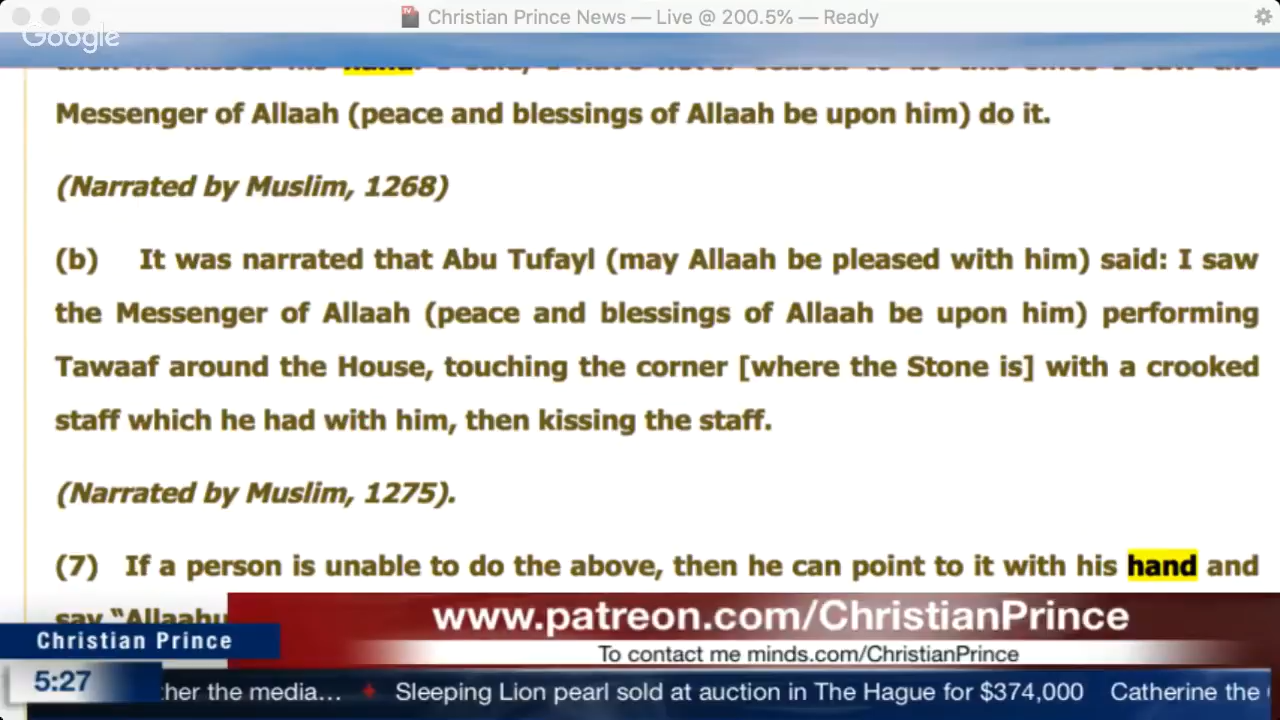 Christian Prince News — Live @ 200.5% — Ready
Google
Messenger of Allaah (peace and blessings of Allaah be upon him) do it.
(Narrated by Muslim, 1268)
(b) It was narrated that Abu Tufayl (may Allaah be pleased with him) said: I saw
the Messenger of Allaah (peace and blessings of Allaah be upon him) performing
Tawaaf around the House, touching the corner [where the Stone is] with a crooked
staff which he had with him, then kissing the staff.
(Narrated by Muslim, 1275).
(7) If a person is unable to do the above, then he can point to it with his hand and
say "Allaahu
www.patreon.com/ChristianPrince
Christian Prince
To contact me minds.com/ChristianPrince
5:27
ther the media... Sleeping Lion pearl sold at auction in The Hague for $374,000 Catherine the